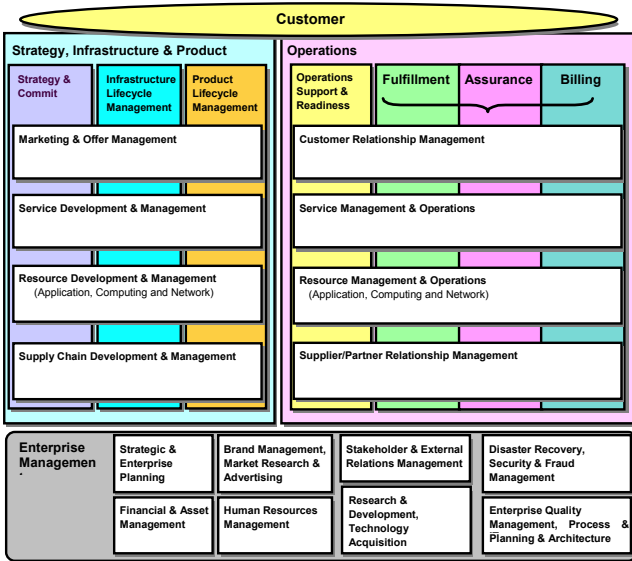 Customer
Strategy, Infrastructure & Product
Operations
Strategy &
Commit
Infrastructure
Lifecycle
Management
Product
Lifecycle
Management
Operations
Support &
Readiness
Fulfillment
Assurance
Billing
Marketing & Offer Management
Customer Relationship Management
Service Development & Management
Service Management & Operations
Resource Development & Management
(Application, Computing and Network)
Resource Management & Operations
(Application, Computing and Network)
Supply Chain Development & Management
Supplier/Partner Relationship Management
Enterprise
Managemen
Strategic &
Enterprise
Planning
Brand Management,
Market Research &
Advertising
Stakeholder & External
Relations Management
Disaster Recovery,
Security & Fraud
Management
Financial & Asset
Management
Human Resources
Management
Research &
Development,
Technology
Acquisition
Enterprise Quality
Management, Process &
Planning & Architecture